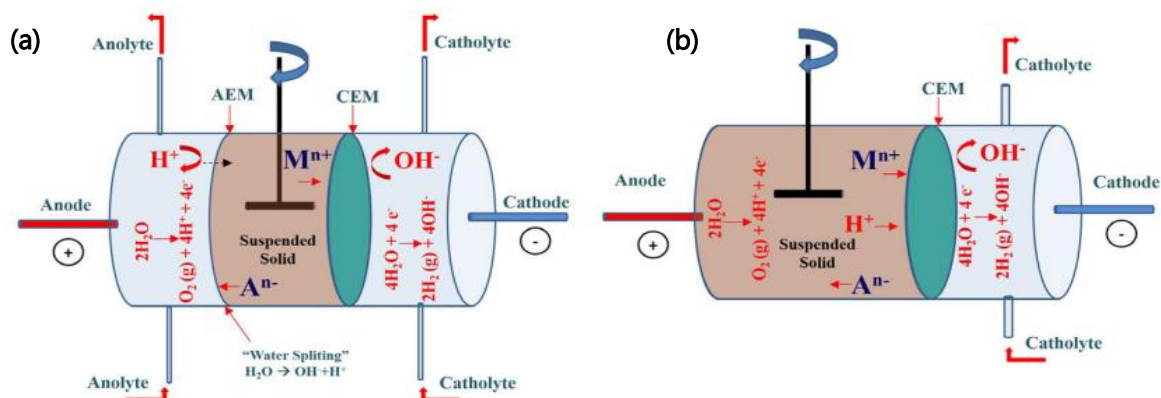 (a)
Anolyte
Catholyte
AEM
CEM
H⁺
Mⁿ⁺
OH⁻
Anode
Cathode
+
-
2H₂O
O₂ (g) + 4H⁺ + 4e⁻
Suspended
Solid
4H₂O + 4 e⁻
2H₂ (g) + 4OH⁻
Aⁿ⁻
“Water Spliting”
H₂O → OH⁻+H⁺
Anolyte
Catholyte
(b)
Catholyte
CEM
Mⁿ⁺
OH⁻
Anode
Cathode
+
-
2H₂O
O₂ (g) + 4H⁺ + 4e⁻
H⁺
Suspended
Solid
4H₂O + 4 e⁻
2H₂ (g) + 4OH⁻
Aⁿ⁻
Catholyte